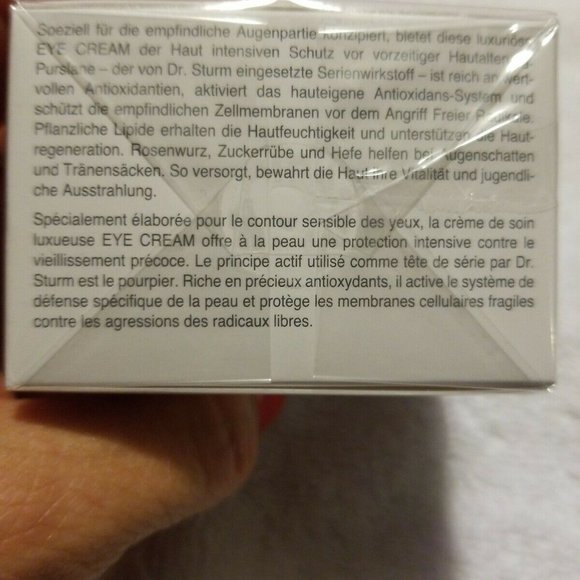 Speziell für die empfindliche Augenpartie konzipiert, bietet diese luxuriöse
EYE CREAM der Haut intensiven Schutz vor vorzeitiger Hautalterung.
Purslane – der von Dr. Sturm eingesetzte Serienwirkstoff – ist reich an wert-
vollen Antioxidantien, aktiviert das hauteigene Antioxidans-System und
schützt die empfindlichen Zellmembranen vor dem Angriff Freier Radikale.
Pflanzliche Lipide erhalten die Hautfeuchtigkeit und unterstützen die Haut-
regeneration. Rosenwurz, Zuckerrübe und Hefe helfen bei Augenschatten
und Tränensäcken. So versorgt, bewahrt die Haut ihre Vitalität und jugendli-
che Ausstrahlung.
Spécialement élaborée pour le contour sensible des yeux, la crème de soin
luxueuse EYE CREAM offre à la peau une protection intensive contre le
vieillissement précoce. Le principe actif utilisé comme tête de série par Dr.
Sturm est le pourpier. Riche en précieux antioxydants, il active le système de
défense spécifique de la peau et protège les membranes cellulaires fragiles
contre les agressions des radicaux libres.